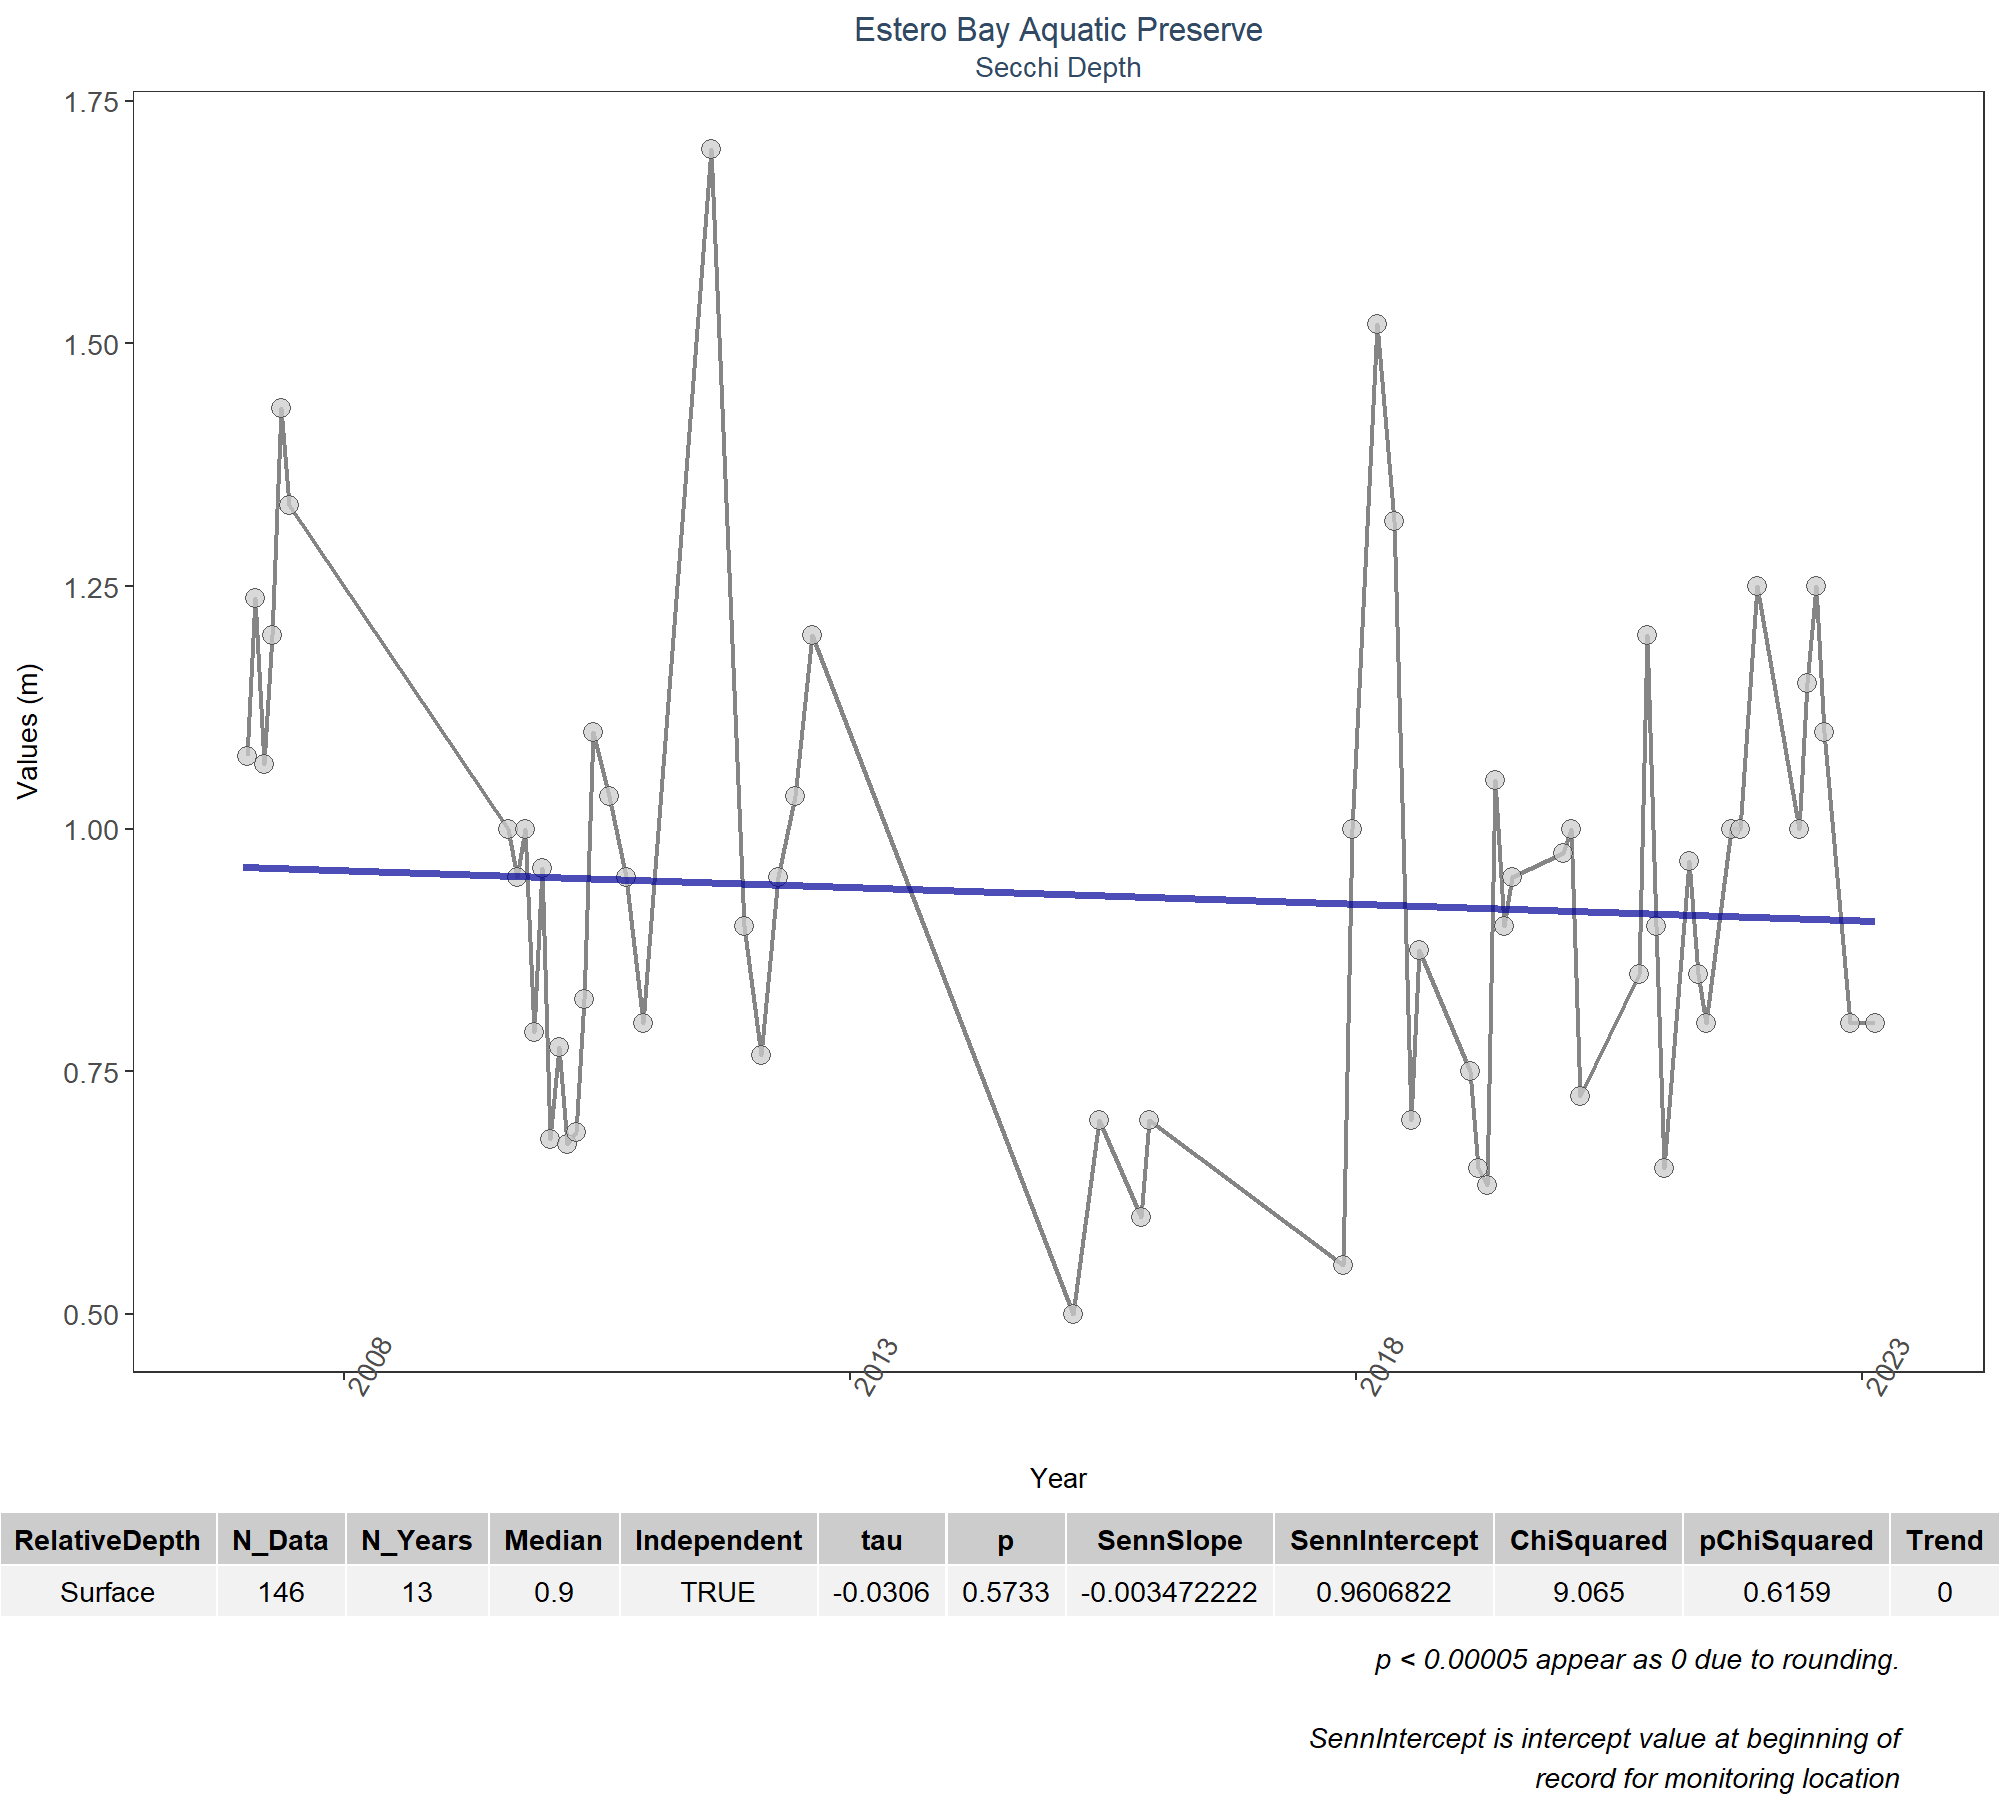 Estero Bay Aquatic Preserve
Secchi Depth
1.75
1.50
1.25
1.00
0.75
0.50
Values (m)
2008
2013
2018
2023
Year
RelativeDepth N_Data N_Years Median Independent tau p SennSlope SennIntercept ChiSquared pChiSquared Trend
Surface 146 13 0.9 TRUE -0.0306 0.5733 -0.003472222 0.9606822 9.065 0.6159 0
p < 0.00005 appear as 0 due to rounding.
SennIntercept is intercept value at beginning of
record for monitoring location